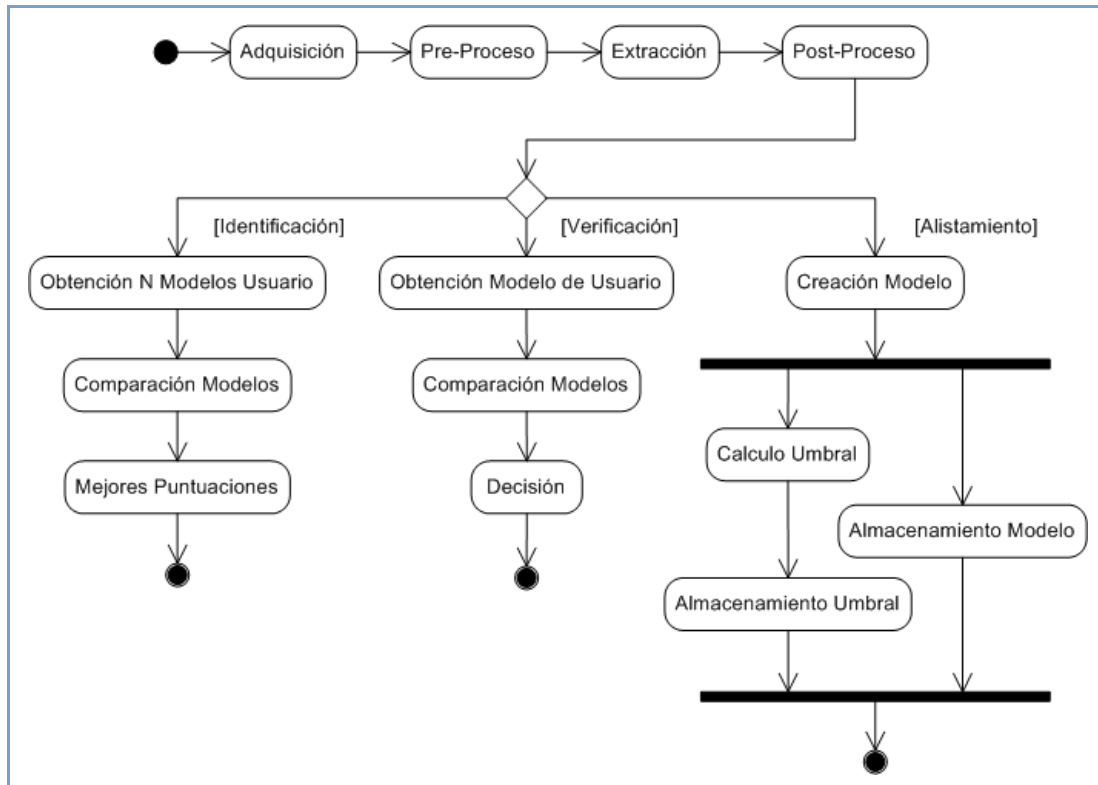 Adquisición
Pre-Proceso
Extracción
Post-Proceso
[Identificación]
[Verificación]
[Alistamiento]
Obtención N Modelos Usuario
Obtención Modelo de Usuario
Creación Modelo
Comparación Modelos
Comparación Modelos
Calculo Umbral
Mejores Puntuaciones
Decisión
Almacenamiento Modelo
Almacenamiento Umbral